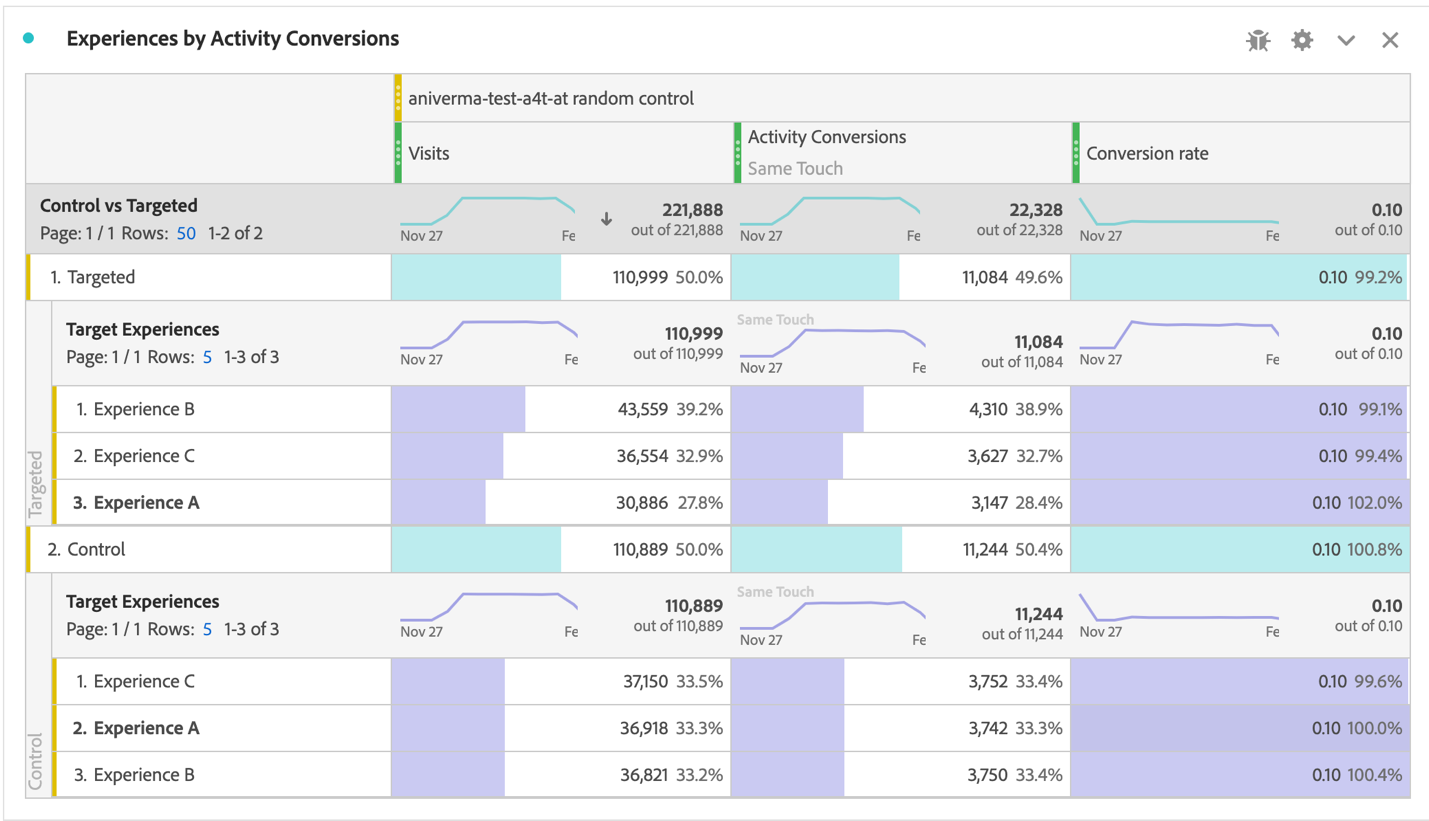 Experiences by Activity Conversions
aniverma-test-a4t-at random control
Visits
Activity Conversions
Same Touch
Conversion rate
Control vs Targeted
Page: 1 / 1 Rows: 50 1-2 of 2
Nov 27 Fe
221,888
out of 221,888
Nov 27 Fe
22,328
out of 22,328
Nov 27 Fe
0.10
out of 0.10
1. Targeted 110,999 50.0% 11,084 49.6% 0.10 99.2%
Targeted
Target Experiences
Page: 1 / 1 Rows: 5 1-3 of 3
Nov 27 Fe
110,999
out of 110,999
Same Touch
Nov 27 Fe
11,084
out of 11,084
Nov 27 Fe
0.10
out of 0.10
1. Experience B 43,559 39.2% 4,310 38.9% 0.10 99.1%
2. Experience C 36,554 32.9% 3,627 32.7% 0.10 99.4%
3. Experience A 30,886 27.8% 3,147 28.4% 0.10 102.0%
2. Control 110,889 50.0% 11,244 50.4% 0.10 100.8%
Control
Target Experiences
Page: 1 / 1 Rows: 5 1-3 of 3
Nov 27 Fe
110,889
out of 110,889
Same Touch
Nov 27 Fe
11,244
out of 11,244
Nov 27 Fe
0.10
out of 0.10
1. Experience C 37,150 33.5% 3,752 33.4% 0.10 99.6%
2. Experience A 36,918 33.3% 3,742 33.3% 0.10 100.0%
3. Experience B 36,821 33.2% 3,750 33.4% 0.10 100.4%